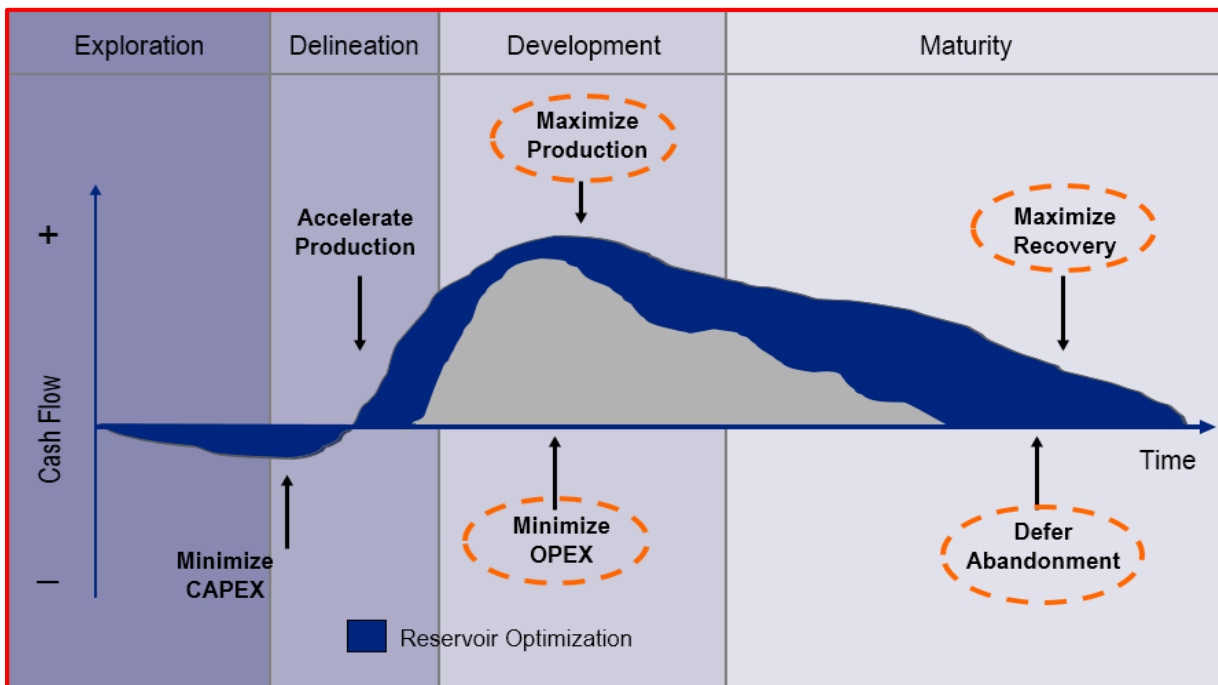 Exploration
Delineation
Development
Maturity
Maximize
Production
Accelerate
Production
Maximize
Recovery
+
Cash Flow
–
Time
Minimize
CAPEX
Minimize
OPEX
Defer
Abandonment
Reservoir Optimization